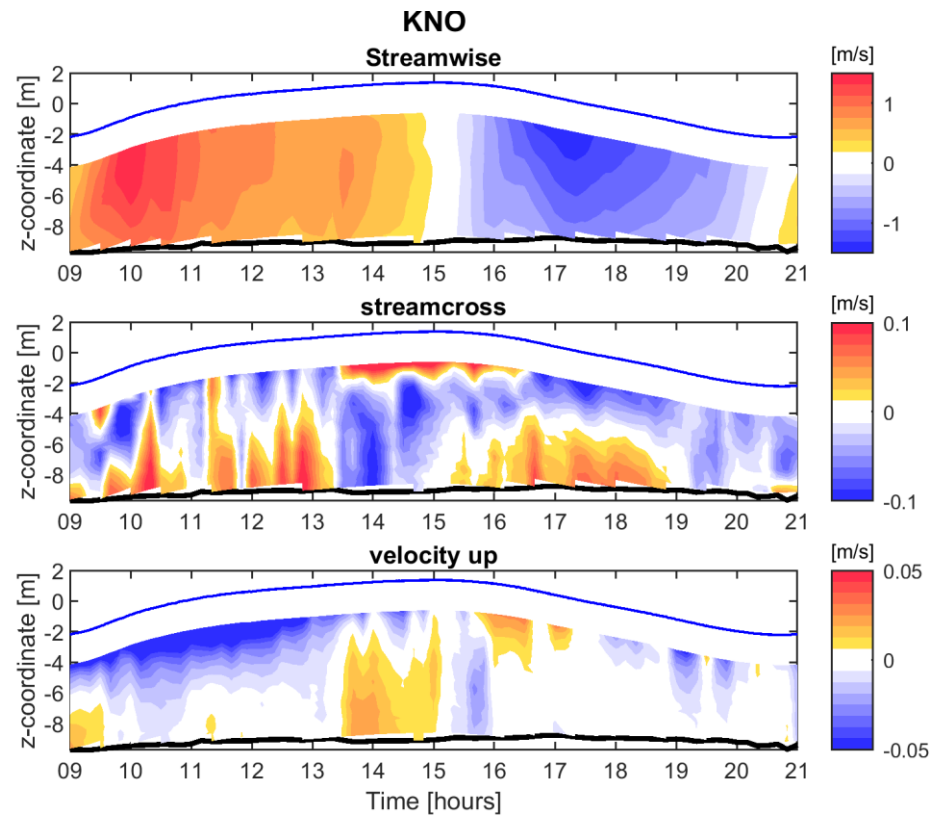 KNO
Streamwise
[m/s]
z-coordinate [m]
2
0
-2
-4
-6
-8
09 10 11 12 13 14 15 16 17 18 19 20 21
1
0
-1
streamcross
[m/s]
z-coordinate [m]
2
0
-2
-4
-6
-8
09 10 11 12 13 14 15 16 17 18 19 20 21
0.1
0
-0.1
velocity up
[m/s]
z-coordinate [m]
2
0
-2
-4
-6
-8
09 10 11 12 13 14 15 16 17 18 19 20 21
0.05
0
-0.05
Time [hours]